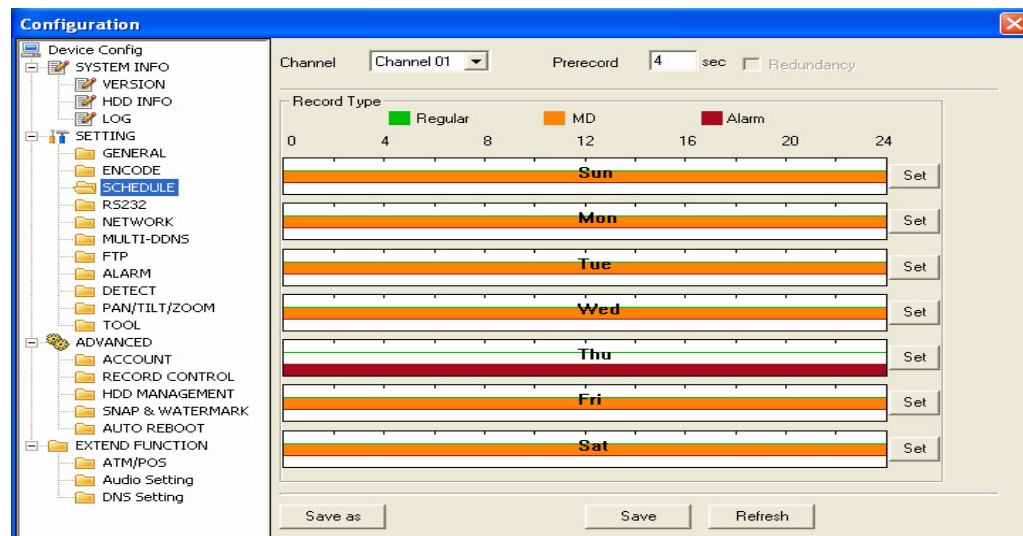 Configuration
Device Config
SYSTEM INFO
VERSION
HDD INFO
LOG
SETTING
GENERAL
ENCODE
SCHEDULE
RS232
NETWORK
MULTI-DDNS
FTP
ALARM
DETECT
PAN/TILT/ZOOM
TOOL
ADVANCED
ACCOUNT
RECORD CONTROL
HDD MANAGEMENT
SNAP & WATERMARK
AUTO REBOOT
EXTEND FUNCTION
ATM/POS
Audio Setting
DNS Setting
Channel Channel 01 Prerecord 4 sec Redundancy
Record Type
Regular MD Alarm
0 4 8 12 16 20 24
Sun Set
Mon Set
Tue Set
Wed Set
Thu Set
Fri Set
Sat Set
Save as Save Refresh